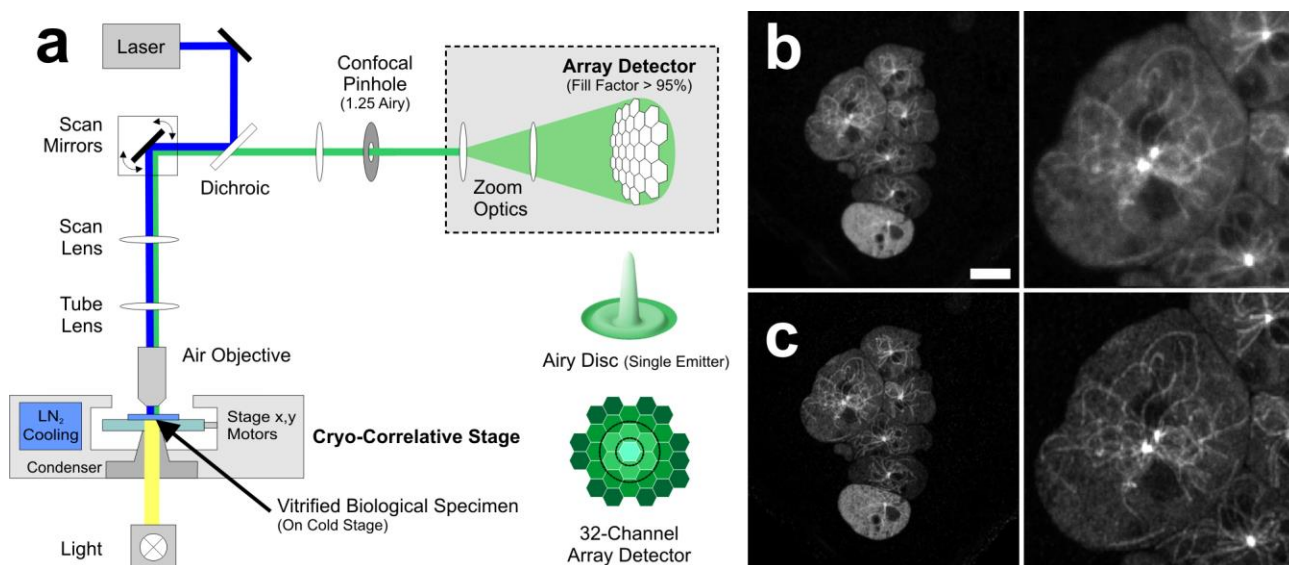 a
Laser
Confocal
Pinhole
(1.25 Airy)
Array Detector
(Fill Factor > 95%)
Scan
Mirrors
Dichroic
Zoom
Optics
Scan
Lens
Tube
Lens
Airy Disc (Single Emitter)
Air Objective
LN₂
Cooling
Stage x,y
Motors
Cryo-Correlative Stage
Condenser
Vitrified Biological Specimen
(On Cold Stage)
Light
32-Channel
Array Detector
b
c